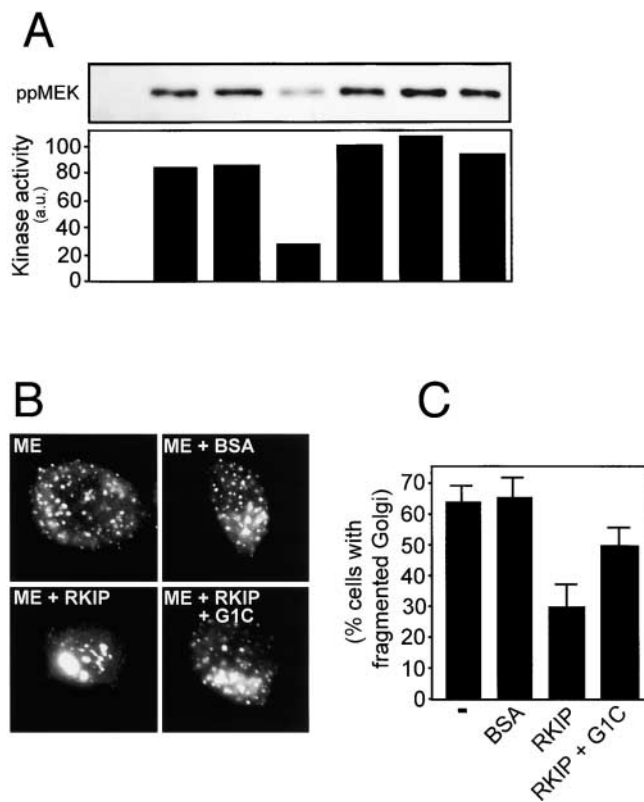 A
ppMEK
Kinase activity
(a.u.)
100
80
60
40
20
0
B
ME
ME + BSA
ME + RKIP
ME + RKIP
+ G1C
C
(% cells with
fragmented Golgi)
70
60
50
40
30
20
10
0
-
BSA
RKIP
RKIP + G1C